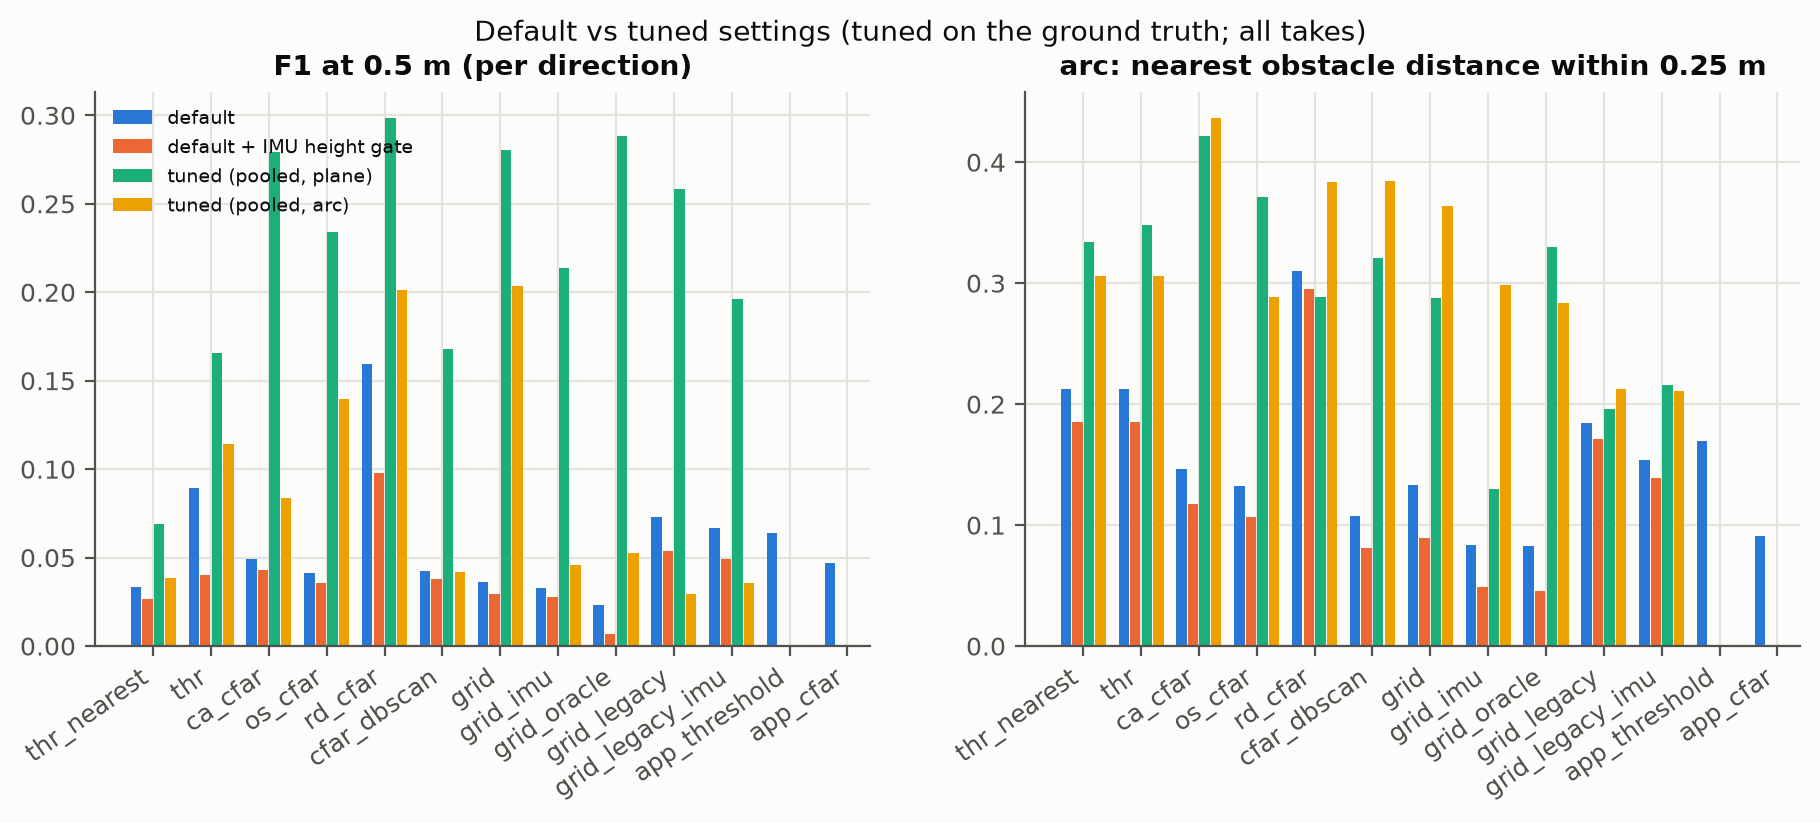 Default vs tuned settings (tuned on the ground truth; all takes)
F1 at 0.5 m (per direction)
default
default + IMU height gate
tuned (pooled, plane)
tuned (pooled, arc)
0.30
0.25
0.20
0.15
0.10
0.05
0.00
thr_nearest
thr
ca_cfar
os_cfar
rd_cfar
cfar_dbscan
grid
grid_imu
grid_oracle
grid_legacy
grid_legacy_imu
app_threshold
app_cfar
arc: nearest obstacle distance within 0.25 m
0.4
0.3
0.2
0.1
0.0
thr_nearest
thr
ca_cfar
os_cfar
rd_cfar
cfar_dbscan
grid
grid_imu
grid_oracle
grid_legacy
grid_legacy_imu
app_threshold
app_cfar